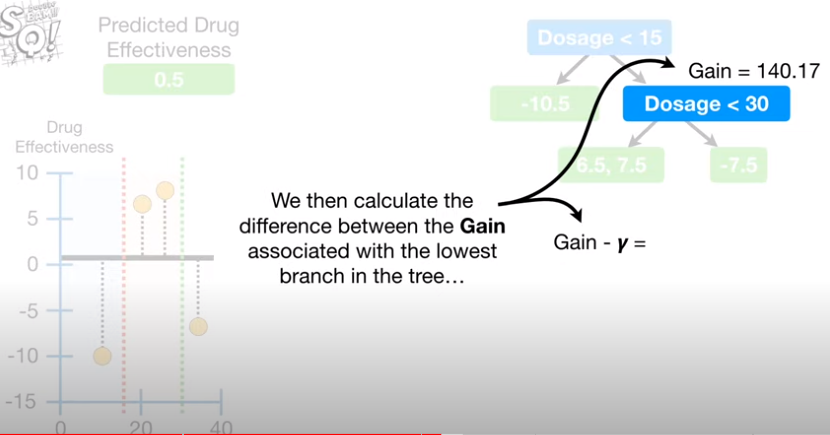 SQ!
Predicted Drug
Effectiveness
0.5
Dosage < 15
Gain = 140.17
-10.5
Dosage < 30
6.5, 7.5
-7.5
Drug
Effectiveness
10
5
0
-5
-10
-15
0
20
40
We then calculate the
difference between the Gain
associated with the lowest
branch in the tree…
Gain - γ =